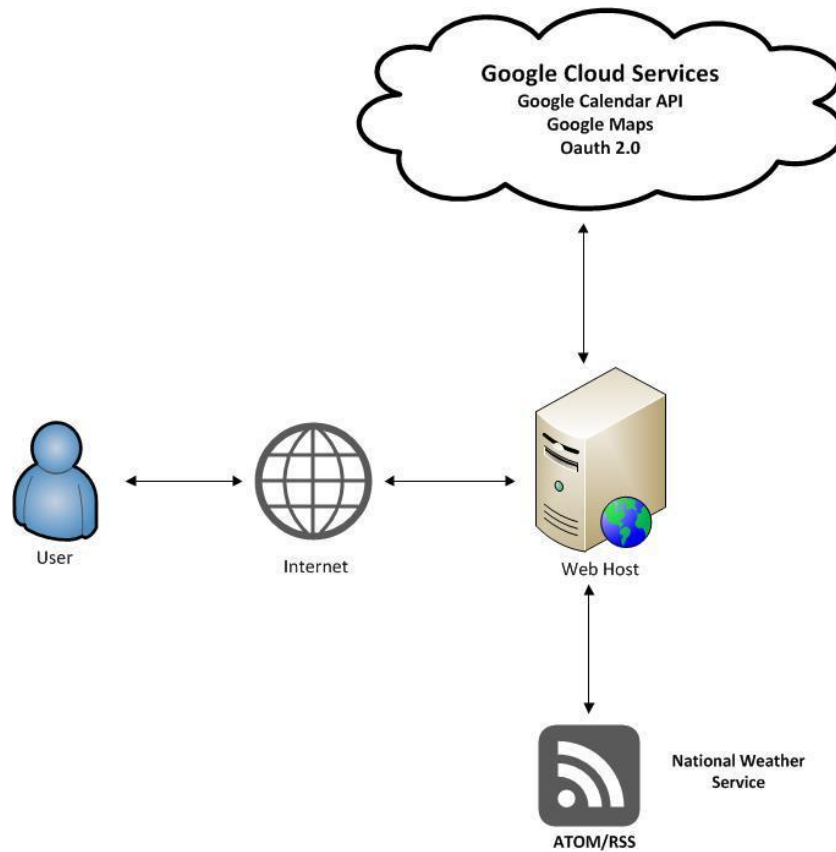 Google Cloud Services
Google Calendar API
Google Maps
Oauth 2.0
User
Internet
Web Host
National Weather
Service
ATOM/RSS